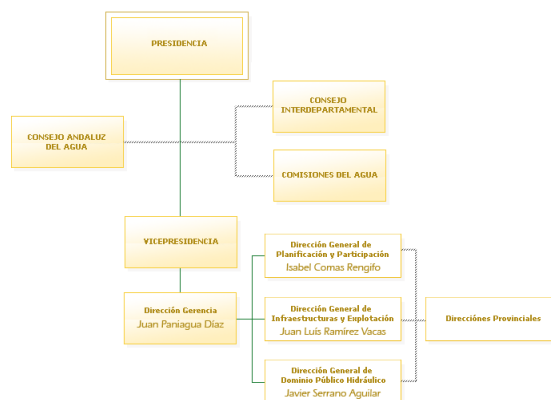 PRESIDENCIA
CONSEJO
INTERDEPARTAMENTAL
CONSEJO ANDALUZ
DEL AGUA
COMISIONES DEL AGUA
VICEPRESIDENCIA
Dirección General de
Planificación y Participación
Isabel Comas Rengifo
Dirección Gerencia
Juan Paniagua Díaz
Dirección General de
Infraestructuras y Explotación
Juan Luís Ramírez Vacas
Direcciónes Provinciales
Dirección General de
Dominio Público Hidráulico
Javier Serrano Aguilar